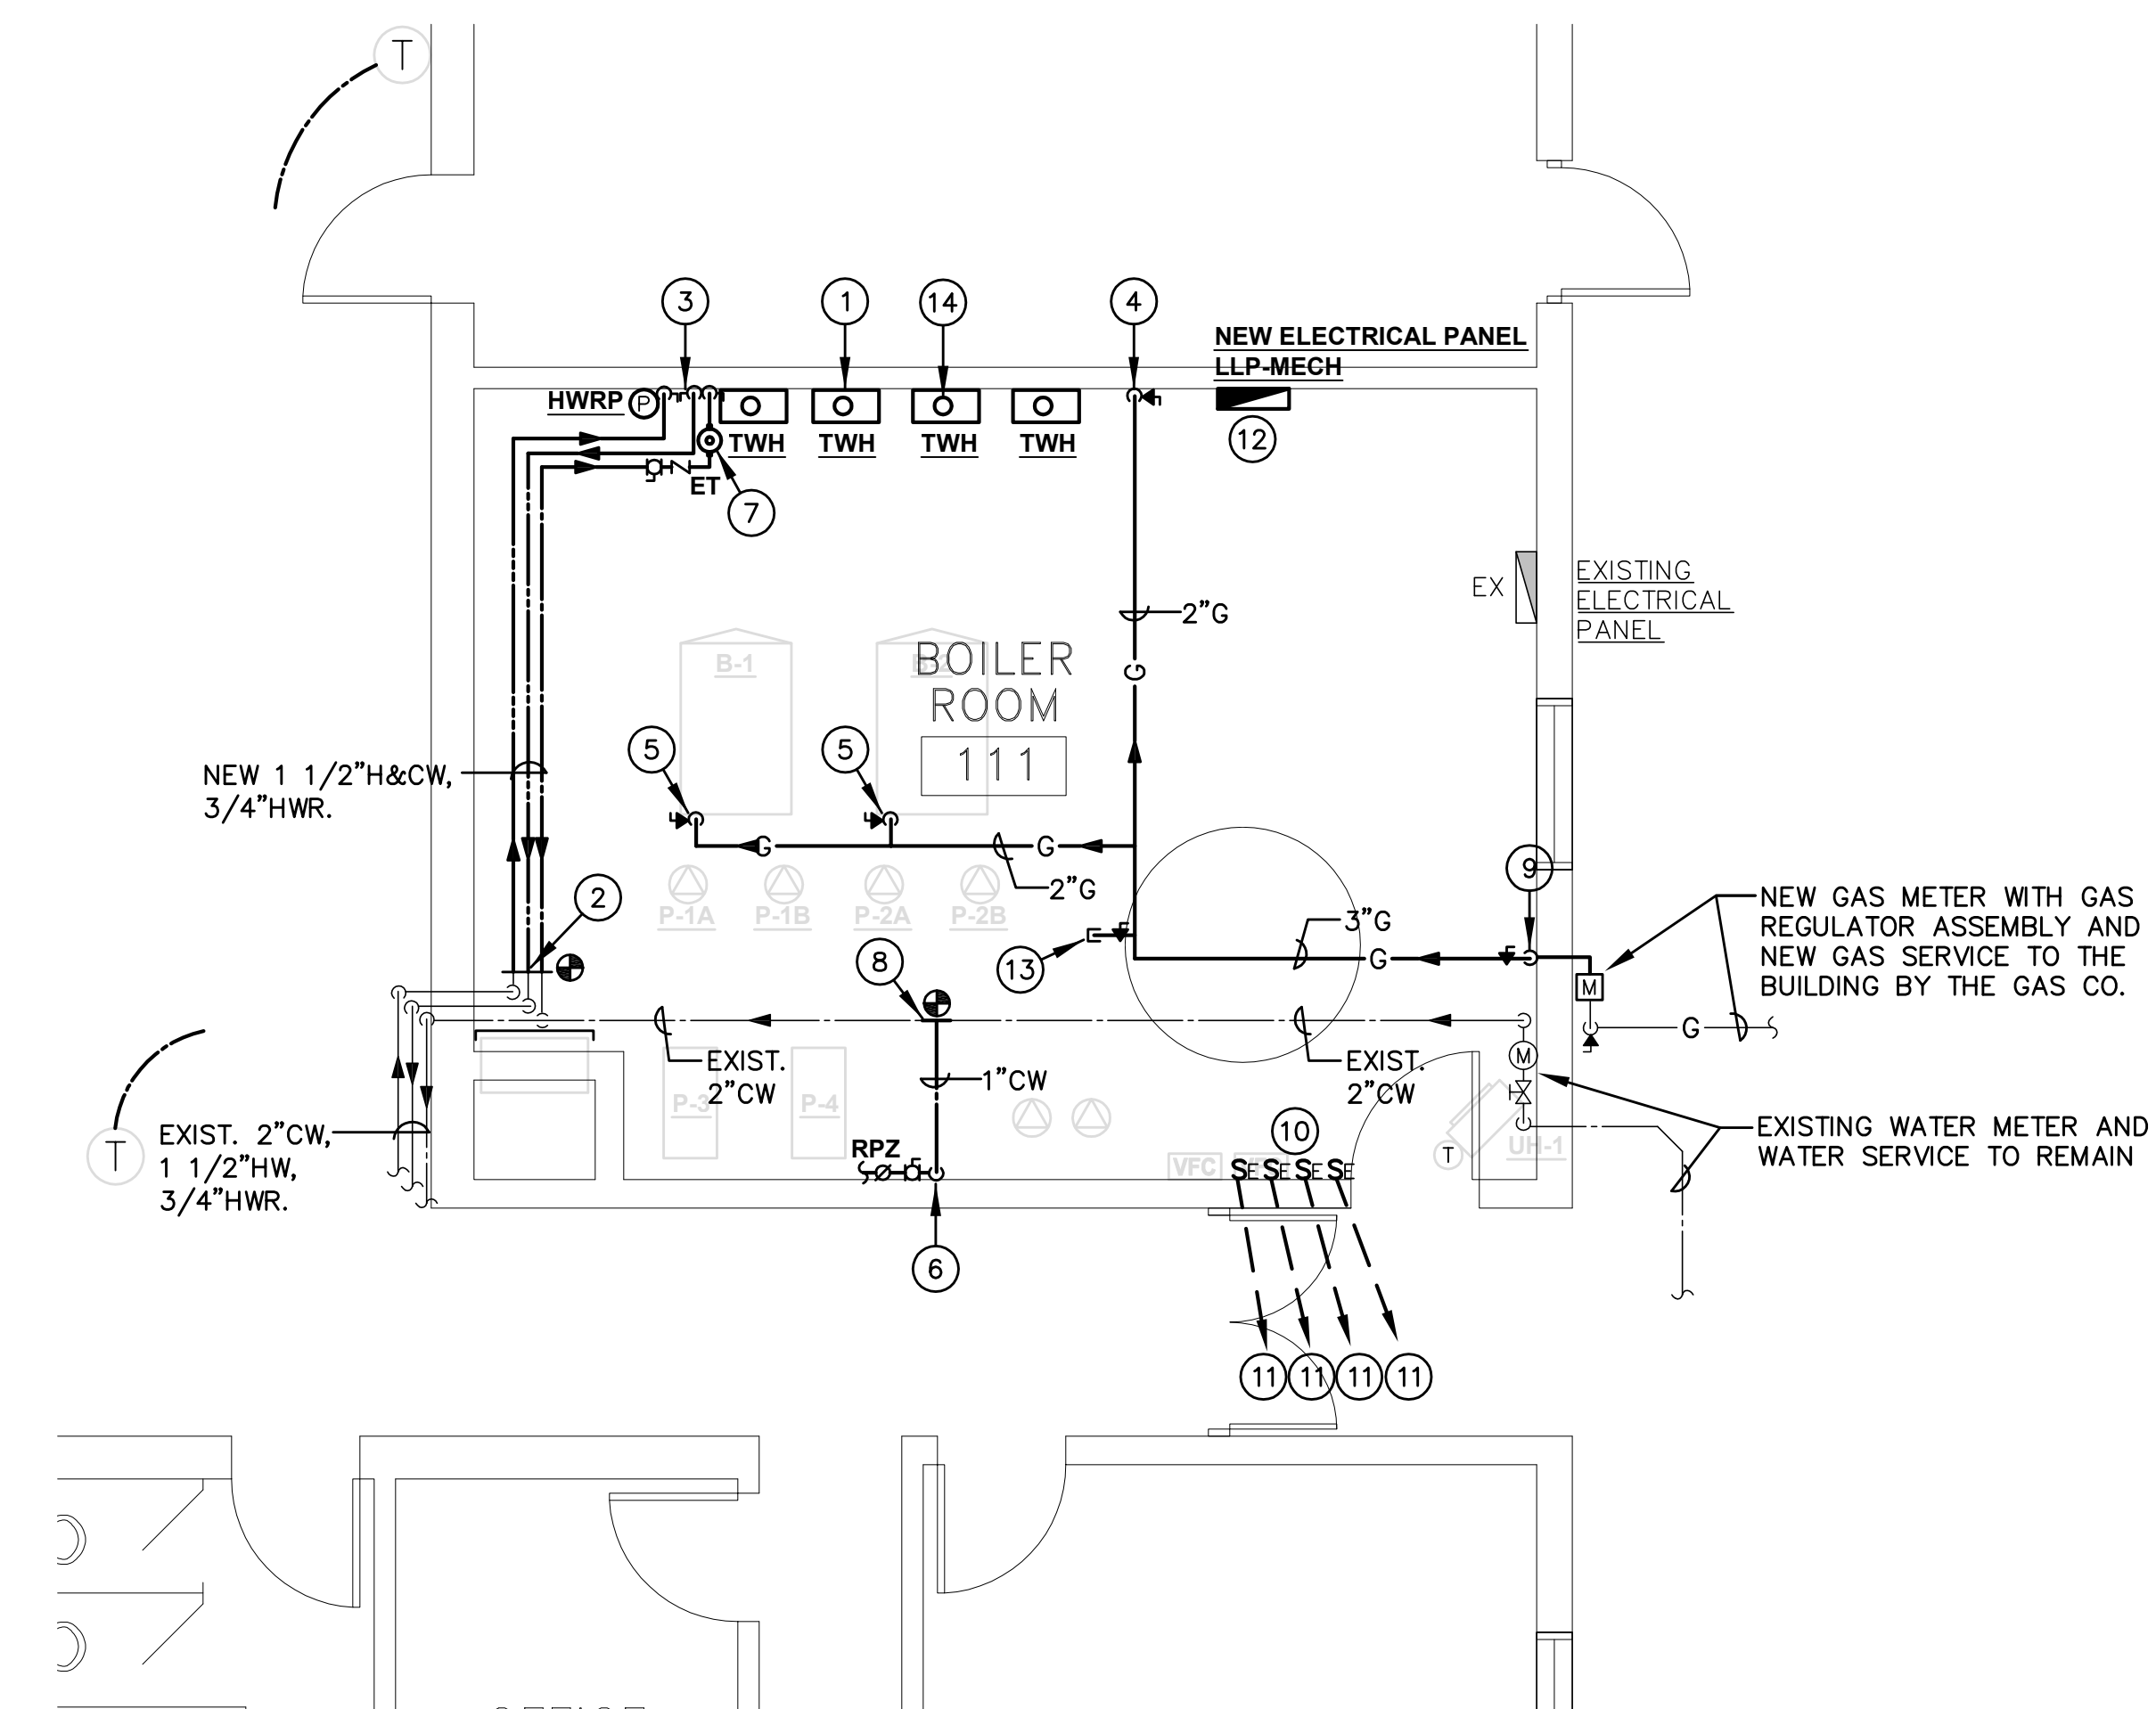 T
3
1
14
4
NEW ELECTRICAL PANEL
LLP-MECH
HWRP
P
TWH
TWH
TWH
TWH
12
ET
7
EX
EXISTING
ELECTRICAL
PANEL
2"G
G
B-1
B-2
BOILER
ROOM
111
5
5
NEW 1 1/2"H&CW,
3/4"HWR.
G
G
2"G
9
2
P-1A
P-1B
P-2A
P-2B
3"G
G
8
13
M
NEW GAS METER WITH GAS
REGULATOR ASSEMBLY AND
NEW GAS SERVICE TO THE
BUILDING BY THE GAS CO.
G
M
EXIST.
2"CW
1"CW
EXIST.
2"CW
P-3
P-4
10
EXIST. 2"CW,
1 1/2"HW,
3/4"HWR.
T
EXISTING WATER METER AND
WATER SERVICE TO REMAIN
RPZ
VFC
SE SE SE SE
T
UH-1
6
11
11
11
11